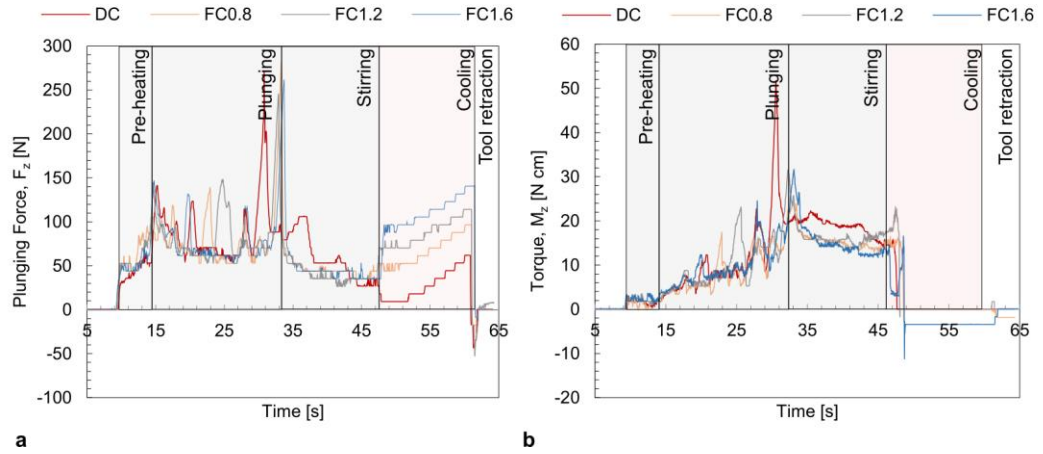 DC FC0.8 FC1.2 FC1.6
Plunging Force, Fz [N]
300
250
200
150
100
50
0
-50
-100
Pre-heating
Plunging
Stirring
Cooling
Tool retraction
5 15 25 35 45 55 65
Time [s]
a
DC FC0.8 FC1.2 FC1.6
Torque, Mz [N cm]
60
50
40
30
20
10
0
-10
-20
Pre-heating
Plunging
Stirring
Cooling
Tool retraction
5 15 25 35 45 55 65
Time [s]
b